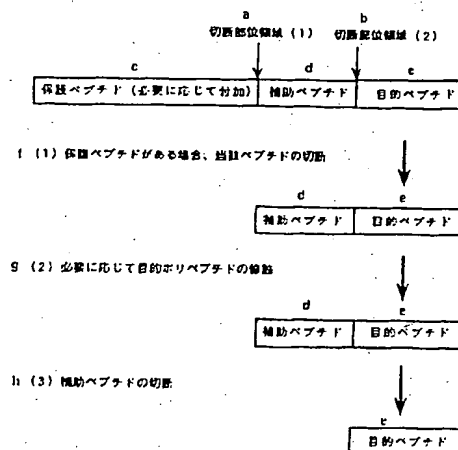 a
切断部位領域 (1)
b
切断部位領域 (2)
c
d
e
保護ペプチド (必要に応じて付加)
補助ペプチド
目的ペプチド
f (1) 保護ペプチドがある場合、当該ペプチドの切断
d
e
補助ペプチド
目的ペプチド
g (2) 必要に応じて目的ポリペプチドの修飾
d
e
補助ペプチド
目的ペプチド
h (3) 補助ペプチドの切断
e
目的ペプチド